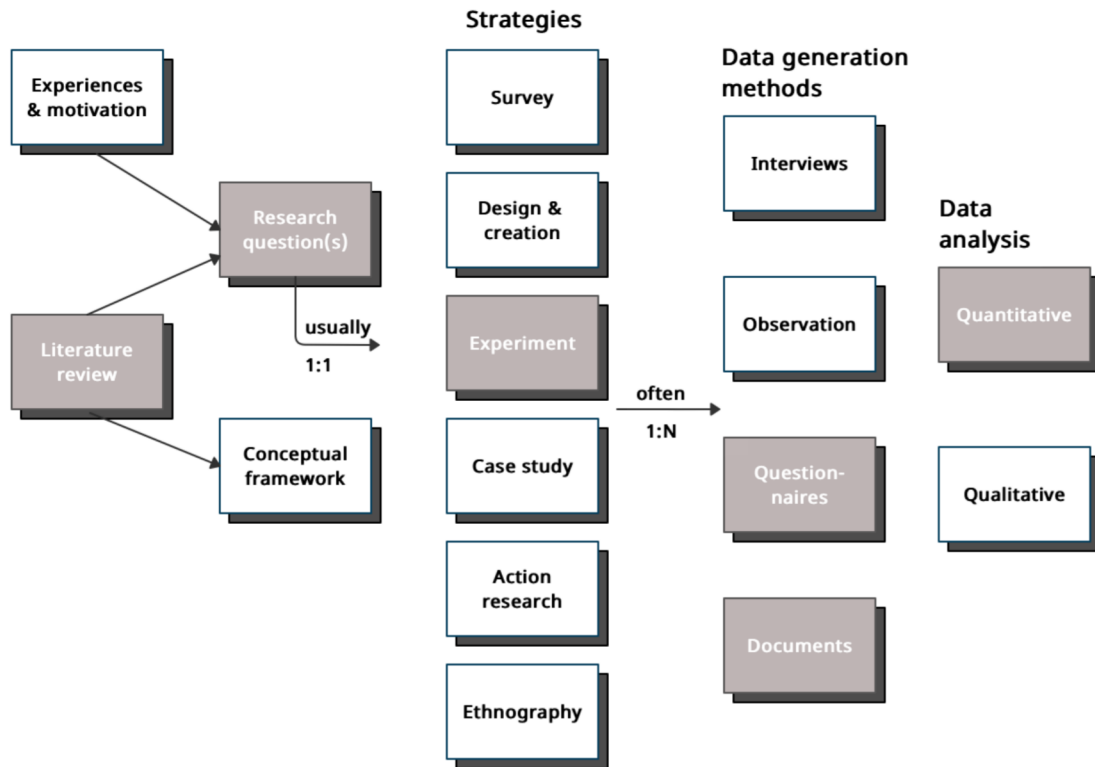 Strategies
Experiences
& motivation
Research
question(s)
Literature
review
Conceptual
framework
usually
1:1
Survey
Design &
creation
Experiment
Case study
Action
research
Ethnography
often
1:N
Data generation
methods
Interviews
Observation
Question-
naires
Documents
Data
analysis
Quantitative
Qualitative